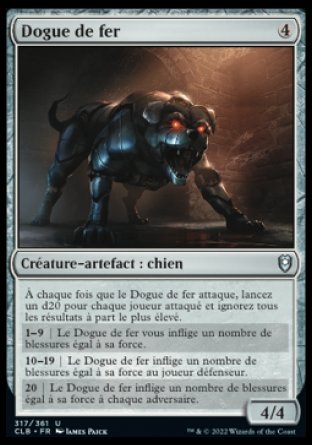 Dogue de fer 4
Créature-artefact : chien
À chaque fois que le Dogue de fer attaque, lancez
un d20 pour chaque joueur attaqué et ignorez tous
les résultats à part le plus élevé.
1–9 | Le Dogue de fer vous inflige un nombre de
blessures égal à sa force.
10–19 | Le Dogue de fer inflige un nombre de
blessures égal à sa force au joueur défenseur.
20 | Le Dogue de fer inflige un nombre de blessures
égal à sa force à chaque adversaire.
4/4
317/361 U
CLB • FR James Paick
™ & © 2022 Wizards of the Coast